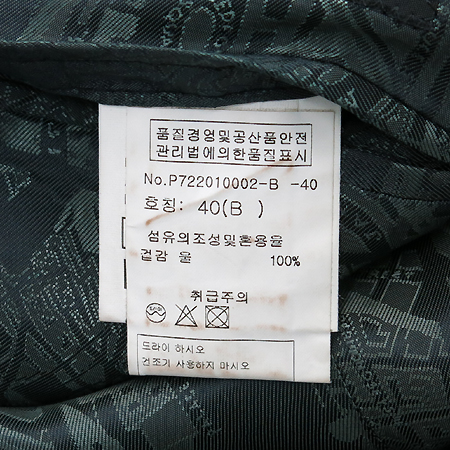 품질경영및공산품안전
관리법에의한품질표시
No.P722010002-B -40
호칭: 40(B )
섬유의조성및혼용율
겉감 울 100%
취급주의
드라이 하시오
건조기 사용하지 마시오